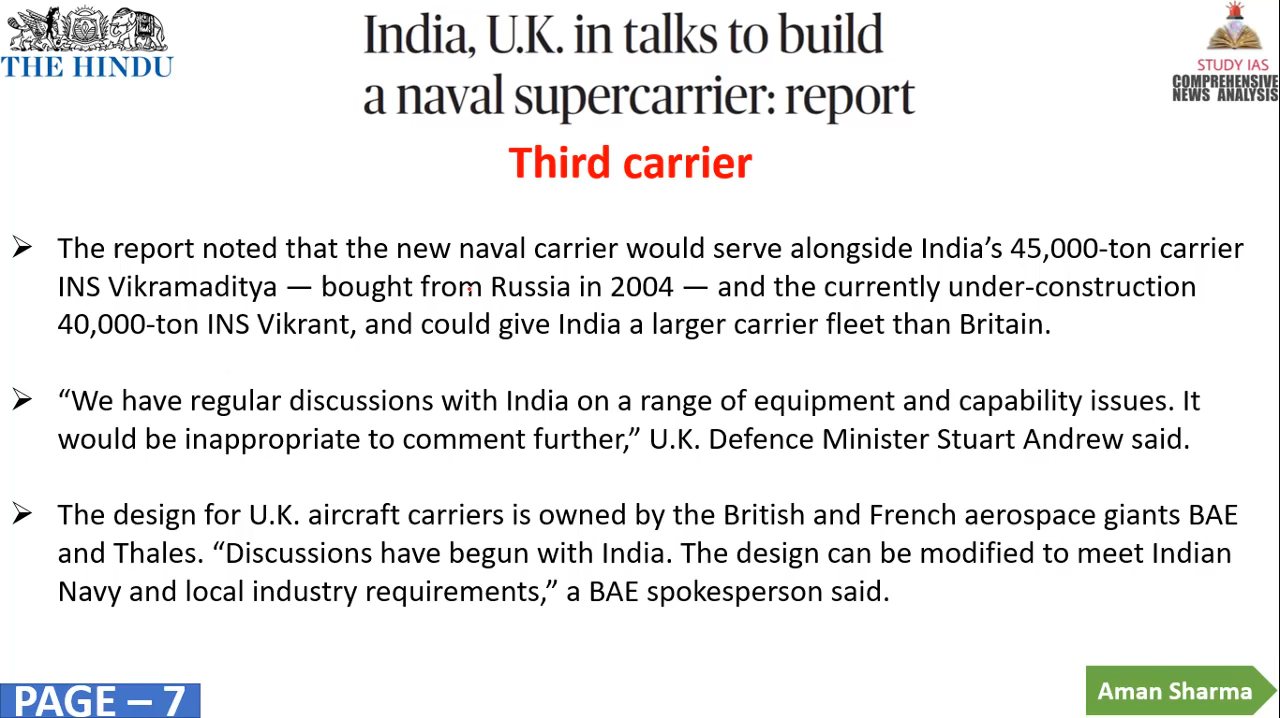 THE HINDU
India, U.K. in talks to build
a naval supercarrier: report
STUDY IAS
COMPREHENSIVE
NEWS ANALYSIS
Third carrier
The report noted that the new naval carrier would serve alongside India's 45,000-ton carrier
INS Vikramaditya — bought from Russia in 2004 — and the currently under-construction
40,000-ton INS Vikrant, and could give India a larger carrier fleet than Britain.
“We have regular discussions with India on a range of equipment and capability issues. It
would be inappropriate to comment further,” U.K. Defence Minister Stuart Andrew said.
The design for U.K. aircraft carriers is owned by the British and French aerospace giants BAE
and Thales. “Discussions have begun with India. The design can be modified to meet Indian
Navy and local industry requirements,” a BAE spokesperson said.
PAGE – 7
Aman Sharma